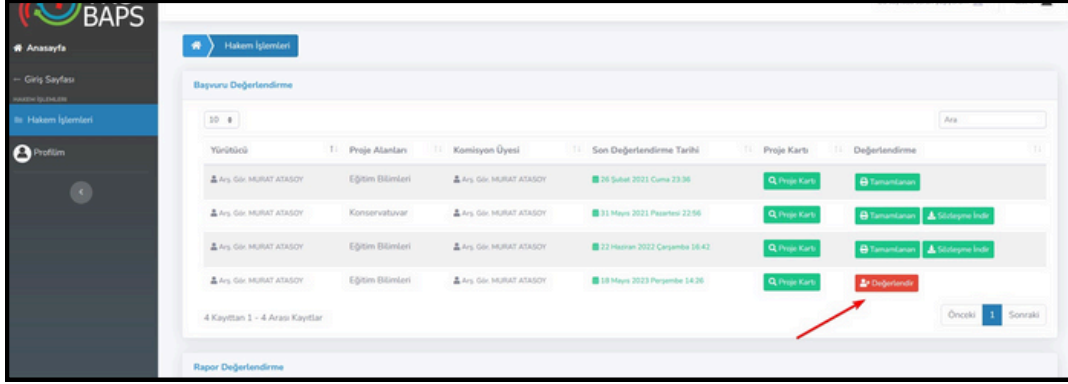 BAPS
Anasayfa
Giriş Sayfası
HAKEM İŞLEMLERİ
Hakem İşlemleri
Profilim
Hakem İşlemleri
Başvuru Değerlendirme
10
Ara
Yürütücü Proje Alanları Komisyon Üyesi Son Değerlendirme Tarihi Proje Kartı Değerlendirme
Arş. Gör. MURAT ATASOY Eğitim Bilimleri Arş. Gör. MURAT ATASOY 26 Şubat 2021 Cuma 23:36 Proje Kartı Tamamlanan
Arş. Gör. MURAT ATASOY Konservatuvar Arş. Gör. MURAT ATASOY 31 Mayıs 2021 Pazartesi 22:56 Proje Kartı Tamamlanan Sözleşme İndir
Arş. Gör. MURAT ATASOY Eğitim Bilimleri Arş. Gör. MURAT ATASOY 22 Haziran 2022 Çarşamba 16:42 Proje Kartı Tamamlanan Sözleşme İndir
Arş. Gör. MURAT ATASOY Eğitim Bilimleri Arş. Gör. MURAT ATASOY 18 Mayıs 2023 Perşembe 14:26 Proje Kartı Değerlendir
4 Kayıttan 1 - 4 Arası Kayıtlar
Önceki 1 Sonraki
Rapor Değerlendirme